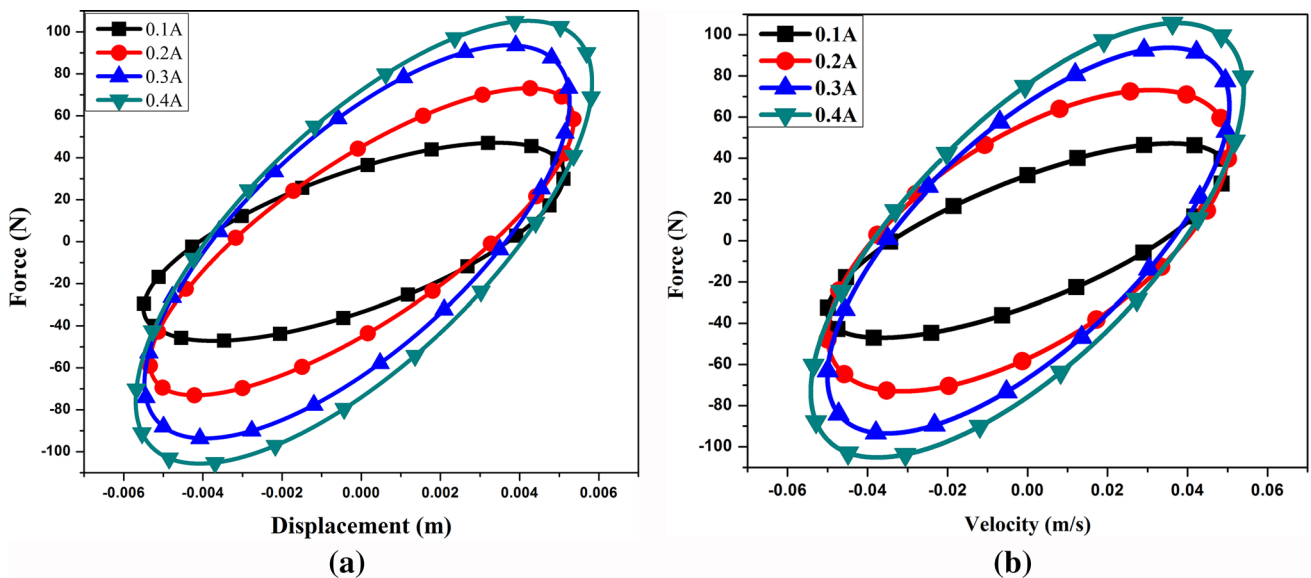 100
80
60
40
20
0
-20
-40
-60
-80
-100
Force (N)
0.1A
0.2A
0.3A
0.4A
-0.006 -0.004 -0.002 0.000 0.002 0.004 0.006
Displacement (m)
(a)
100
80
60
40
20
0
-20
-40
-60
-80
-100
Force (N)
0.1A
0.2A
0.3A
0.4A
-0.06 -0.04 -0.02 0.00 0.02 0.04 0.06
Velocity (m/s)
(b)